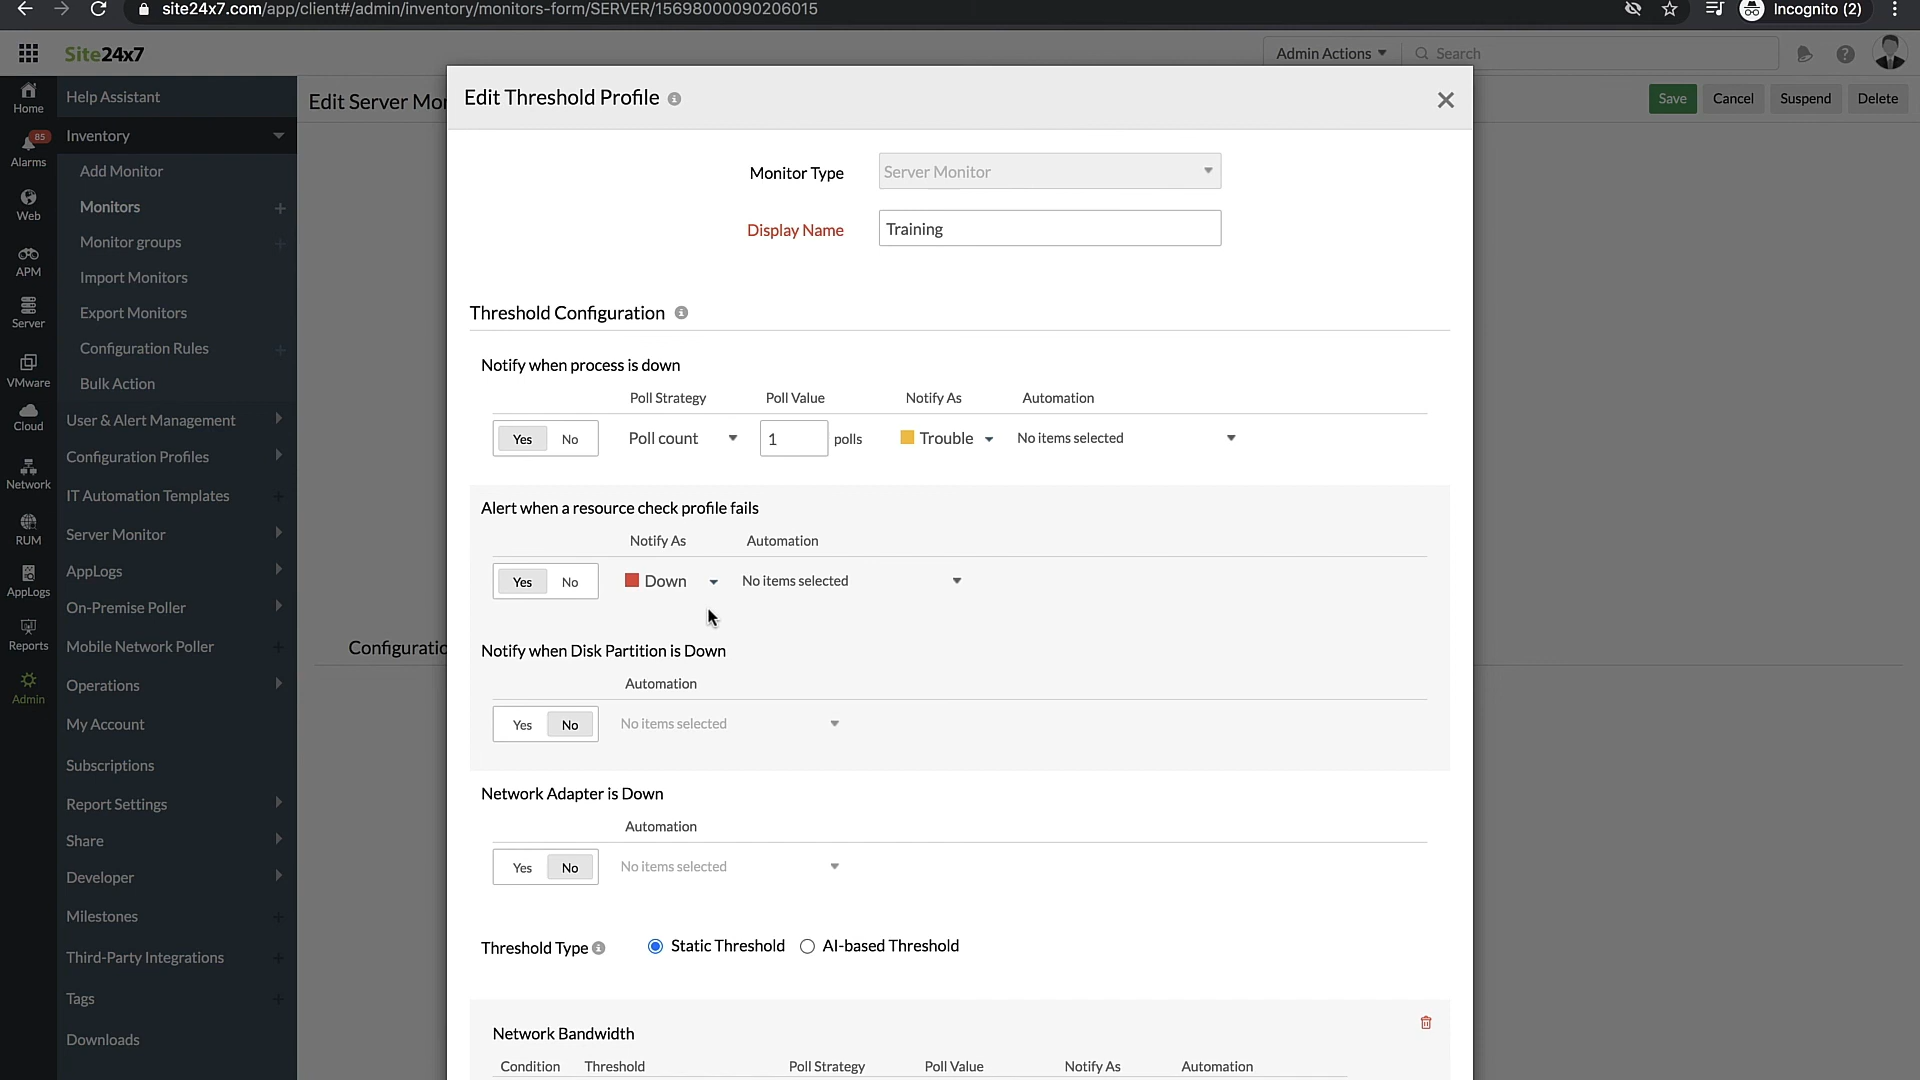 site24x7.com/app/client#/admin/inventory/monitors-form/SERVER/15698000090206015
Incognito (2)
Site24x7
Admin Actions
Search
Home
Alarms
85
Web
APM
Server
VMware
Cloud
Network
RUM
AppLogs
Reports
Admin
Help Assistant
Inventory
Add Monitor
Monitors
Monitor groups
Import Monitors
Export Monitors
Configuration Rules
Bulk Action
User & Alert Management
Configuration Profiles
IT Automation Templates
Server Monitor
AppLogs
On-Premise Poller
Mobile Network Poller
Operations
My Account
Subscriptions
Report Settings
Share
Developer
Milestones
Third-Party Integrations
Tags
Downloads
Edit Server Mon
Save Cancel Suspend Delete
Configuratio
Edit Threshold Profile
Monitor Type Server Monitor
Display Name Training
Threshold Configuration
Notify when process is down
Poll Strategy Poll Value Notify As Automation
Yes No Poll count 1 polls Trouble No items selected
Alert when a resource check profile fails
Notify As Automation
Yes No Down No items selected
Notify when Disk Partition is Down
Automation
Yes No No items selected
Network Adapter is Down
Automation
Yes No No items selected
Threshold Type Static Threshold AI-based Threshold
Network Bandwidth
Condition Threshold Poll Strategy Poll Value Notify As Automation